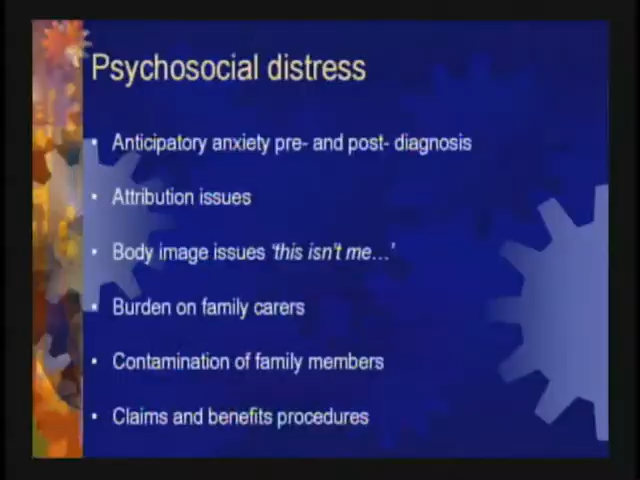 Psychosocial distress
• Anticipatory anxiety pre- and post- diagnosis
• Attribution issues
• Body image issues ‘this isn’t me…’
• Burden on family carers
• Contamination of family members
• Claims and benefits procedures